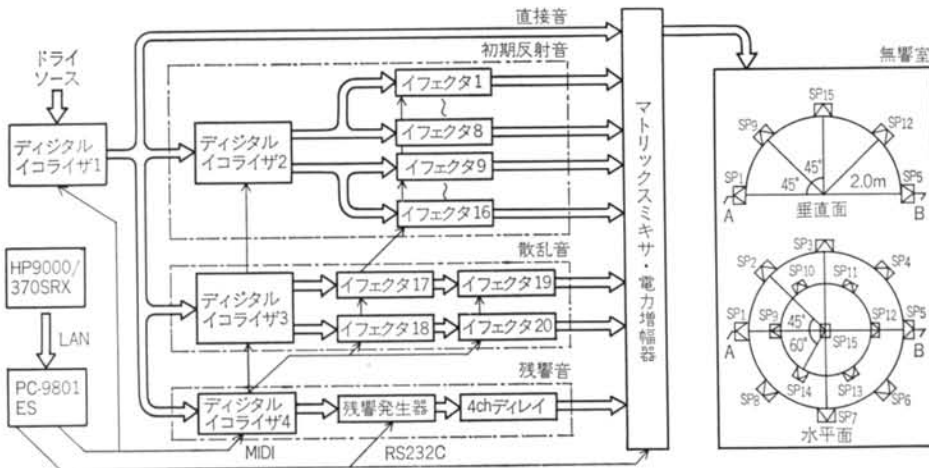 ドライ
ソース
ディジタル
イコライザ1
HP9000/
370SRX
LAN
PC-9801
ES
直接音
初期反射音
ディジタル
イコライザ2
イフェクタ1
～
イフェクタ8
イフェクタ9
～
イフェクタ16
散乱音
ディジタル
イコライザ3
イフェクタ17
イフェクタ19
イフェクタ18
イフェクタ20
残響音
ディジタル
イコライザ4
残響発生器
4chディレイ
MIDI
RS232C
マトリックスミキサ・電力増幅器
無響室
SP15
SP9
SP12
SP1
45°
45°
2.0m
SP5
A
B
垂直面
SP3
SP2
SP10
SP11
SP4
SP1
SP9
45°
60°
SP15
SP12
SP5
A
B
SP14
SP13
SP8
SP6
SP7
水平面